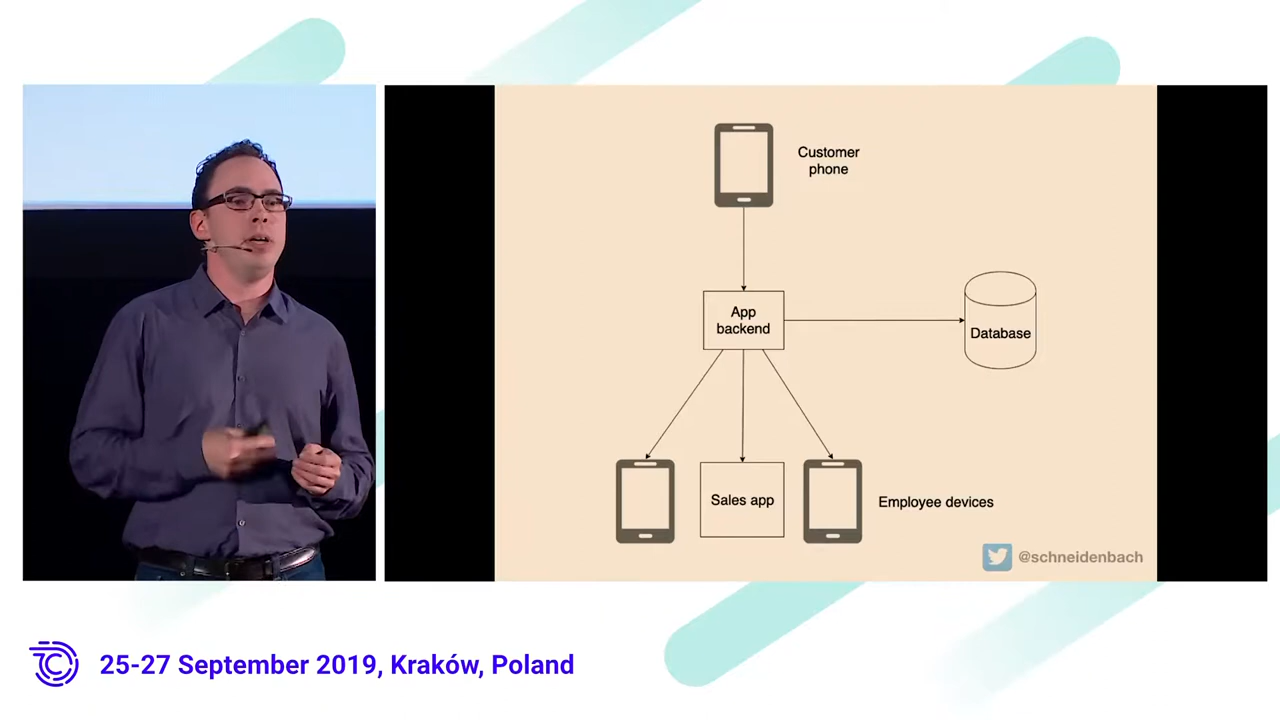 Customer
phone
App
backend
Database
Sales app
Employee devices
@schneidenbach
25-27 September 2019, Kraków, Poland